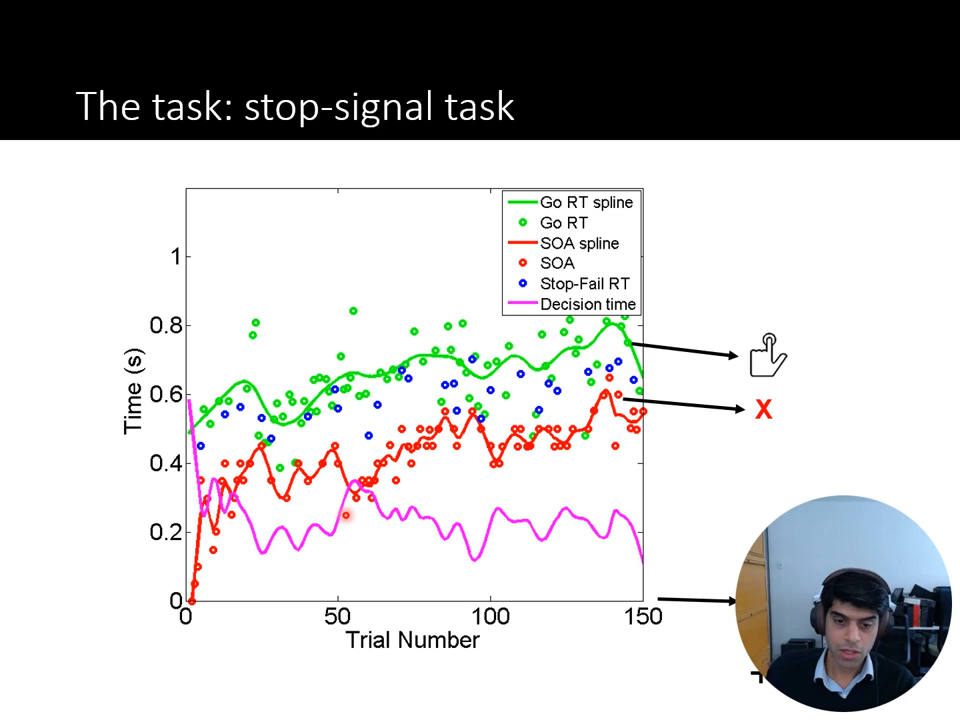 The task: stop-signal task
Go RT spline
Go RT
SOA spline
SOA
Stop-Fail RT
Decision time
1
0.8
0.6
0.4
0.2
0
Time (s)
0 50 100 150
Trial Number
X